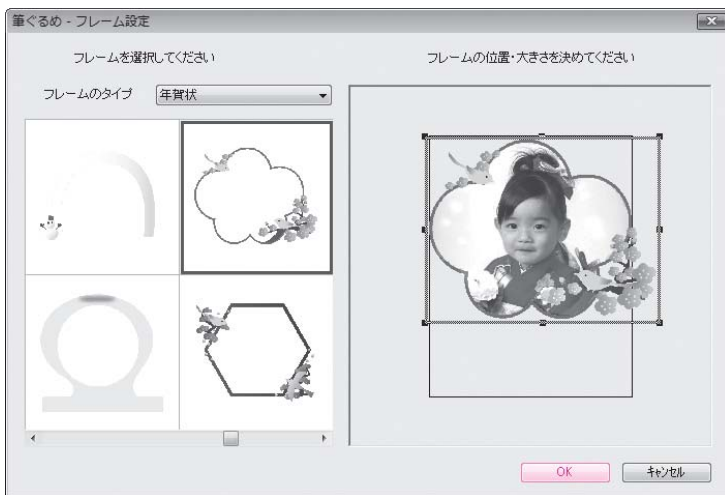 筆ぐるめ - フレーム設定
フレームを選択してください
フレームの位置・大きさを決めてください
フレームのタイプ
年賀状
OK
キャンセル